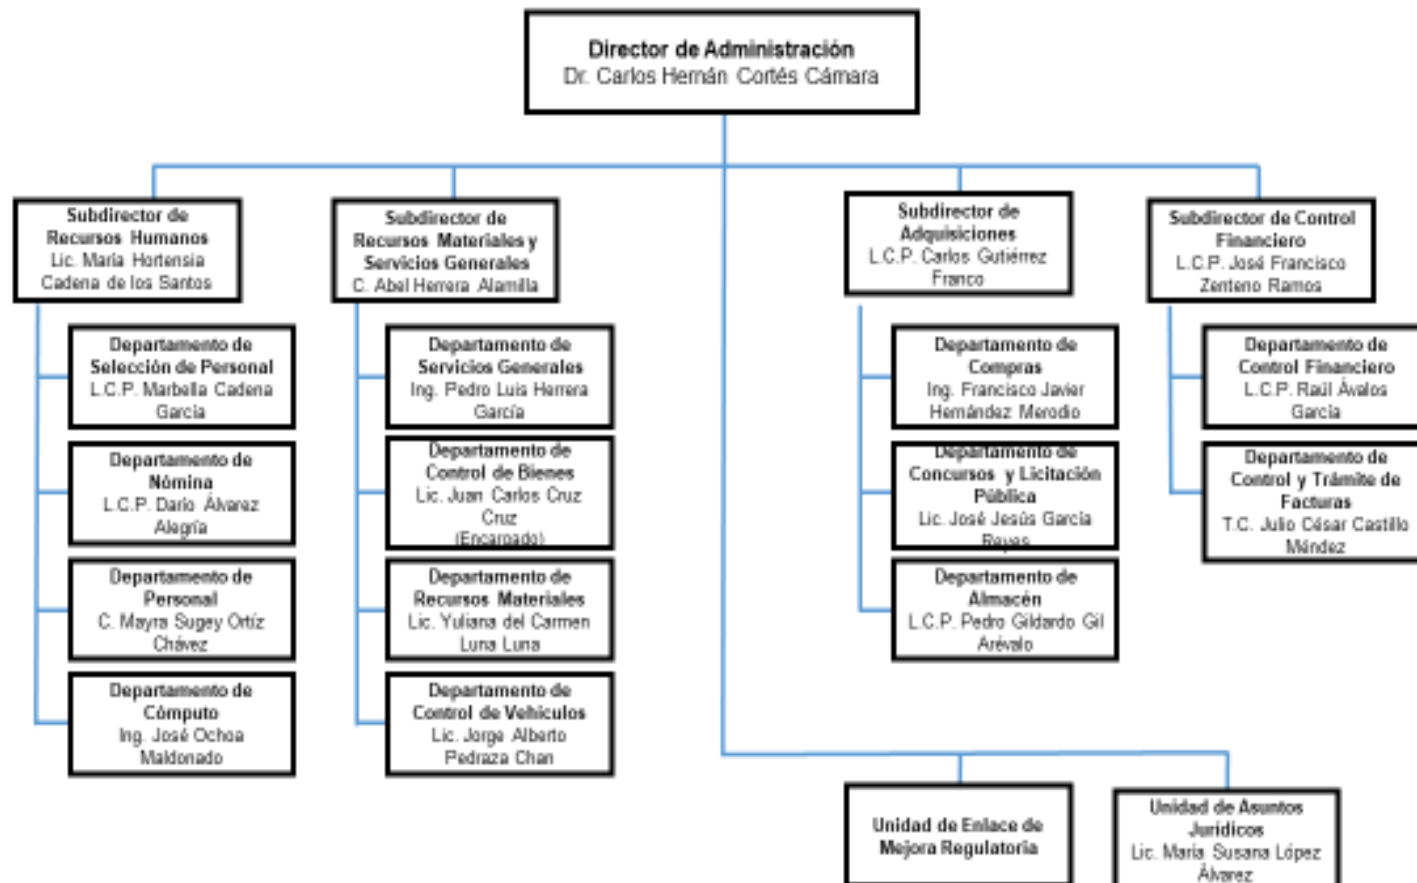 Director de Administración
Dr. Carlos Hernán Cortés Cámara
Subdirector de
Recursos Humanos
Lic. María Hortensia
Cadena de los Santos
Subdirector de
Recursos Materiales y
Servicios Generales
C. Abel Herrera Alamilla
Subdirector de
Adquisiciones
L.C.P. Carlos Gutiérrez
Franco
Subdirector de Control
Financiero
L.C.P. José Francisco
Zenteno Ramos
Departamento de
Selección de Personal
L.C.P. Marbella Cadena
García
Departamento de
Nómina
L.C.P. Darío Álvarez
Alegría
Departamento de
Personal
C. Mayra Sugey Ortíz
Chávez
Departamento de
Cómputo
Ing. José Ochoa
Maldonado
Departamento de
Servicios Generales
Ing. Pedro Luis Herrera
García
Departamento de
Control de Bienes
Lic. Juan Carlos Cruz
Cruz
(Encargado)
Departamento de
Recursos Materiales
Lic. Yuliana del Carmen
Luna Luna
Departamento de
Control de Vehículos
Lic. Jorge Alberto
Pedraza Chan
Departamento de
Compras
Ing. Francisco Javier
Hernández Merodio
Departamento de
Concursos y Licitación
Pública
Lic. José Jesús García
Reyes
Departamento de
Almacén
L.C.P. Pedro Gildardo Gil
Arévalo
Departamento de
Control Financiero
L.C.P. Raúl Ávalos
García
Departamento de
Control y Trámite de
Facturas
T.C. Julio César Castillo
Méndez
Unidad de Enlace de
Mejora Regulatoria
Unidad de Asuntos
Jurídicos
Lic. María Susana López
Álvarez